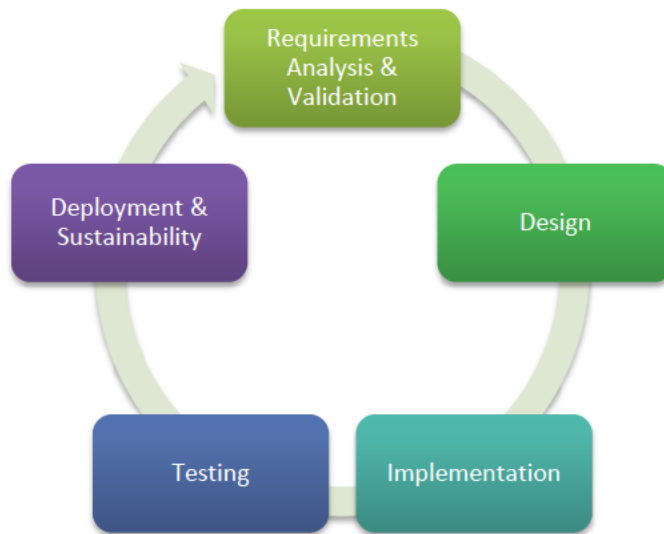 Requirements
Analysis &
Validation
Design
Implementation
Testing
Deployment &
Sustainability